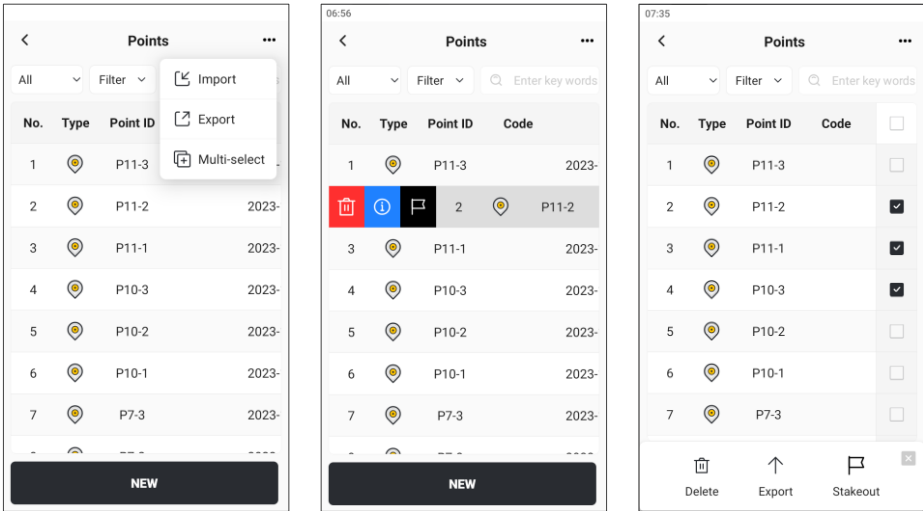 Points
All
Filter
Import
Export
Multi-select
No. Type Point ID
1 P11-3
2 P11-2 2023-
3 P11-1 2023-
4 P10-3 2023-
5 P10-2 2023-
6 P10-1 2023-
7 P7-3 2023-
NEW
06:56
Points
All Filter Enter key words
No. Type Point ID Code
1 P11-3 2023-
2 P11-2
3 P11-1 2023-
4 P10-3 2023-
5 P10-2 2023-
6 P10-1 2023-
7 P7-3 2023-
NEW
07:35
Points
All Filter Enter key words
No. Type Point ID Code
1 P11-3
2 P11-2
3 P11-1
4 P10-3
5 P10-2
6 P10-1
7 P7-3
Delete Export Stakeout